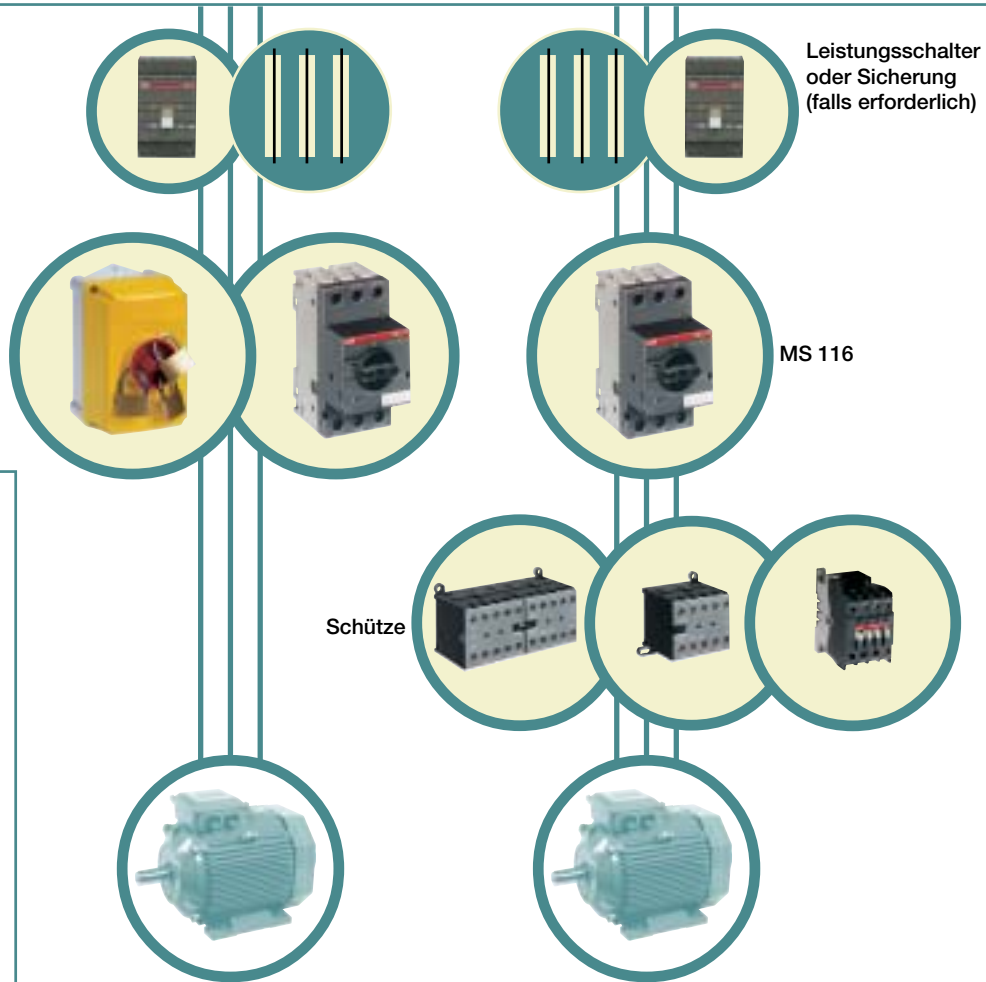 Leistungsschalter
oder Sicherung
(falls erforderlich)
MS 116
Schütze